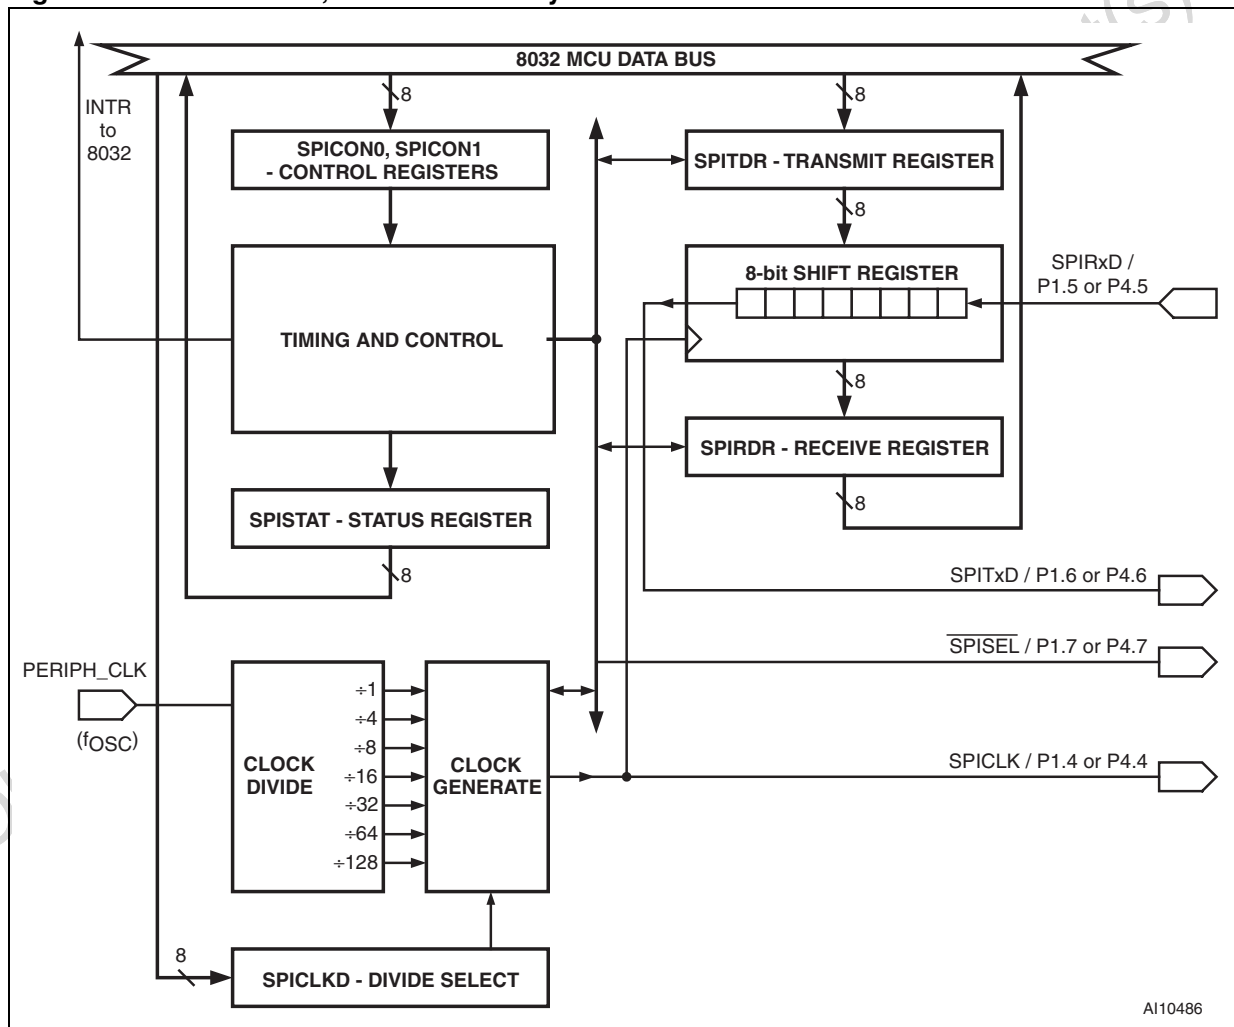 8032 MCU DATA BUS
INTR
to
8032
8
8
SPICON0, SPICON1
- CONTROL REGISTERS
SPITDR - TRANSMIT REGISTER
8
8-bit SHIFT REGISTER
SPIRxD /
P1.5 or P4.5
TIMING AND CONTROL
8
SPIRDR - RECEIVE REGISTER
8
SPISTAT - STATUS REGISTER
8
SPITxD / P1.6 or P4.6
SPISEL / P1.7 or P4.7
PERIPH_CLK
(fOSC)
CLOCK
DIVIDE
÷1
÷4
÷8
÷16
÷32
÷64
÷128
CLOCK
GENERATE
SPICLK / P1.4 or P4.4
8
SPICLKD - DIVIDE SELECT
AI10486